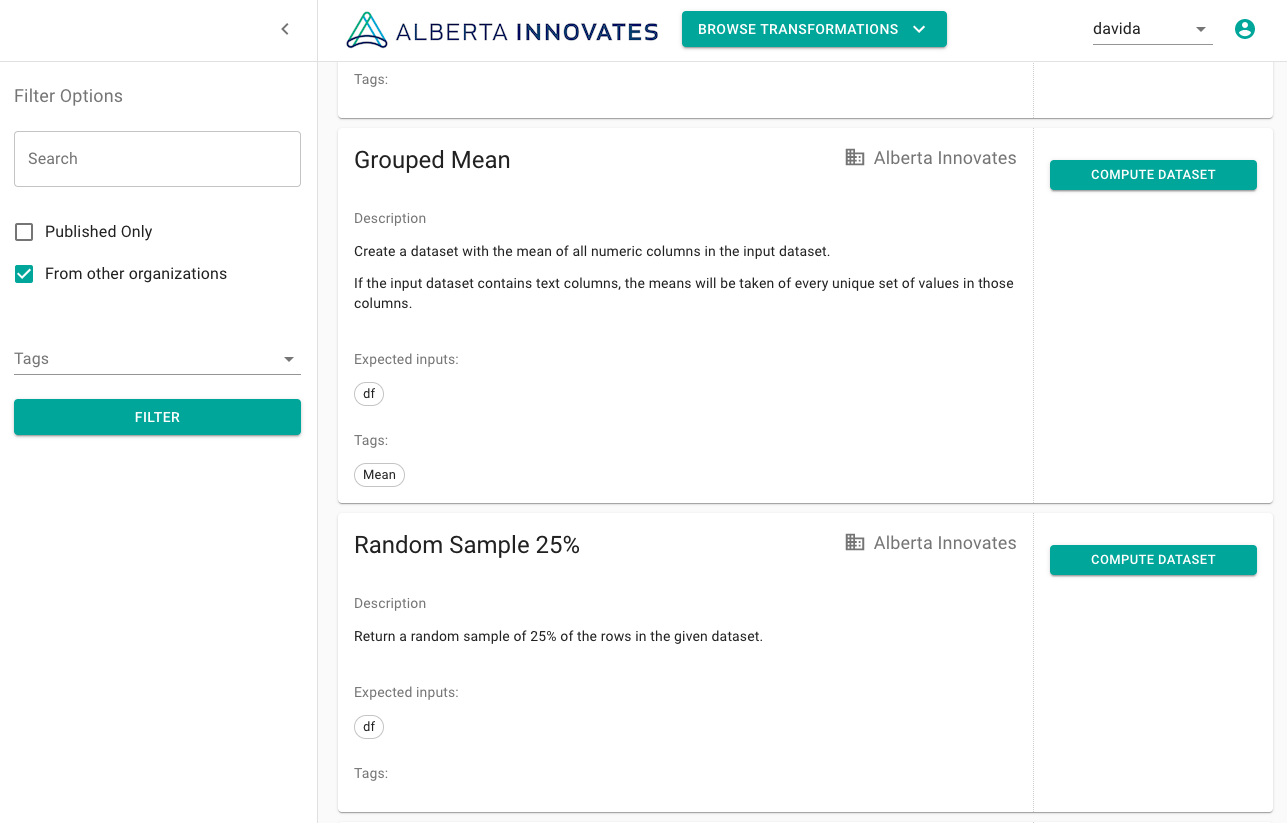 ALBERTA INNOVATES
BROWSE TRANSFORMATIONS
davida
Filter Options
Search
Published Only
From other organizations
Tags
FILTER
Tags:
Grouped Mean
Alberta Innovates
COMPUTE DATASET
Description
Create a dataset with the mean of all numeric columns in the input dataset.
If the input dataset contains text columns, the means will be taken of every unique set of values in those
columns.
Expected inputs:
df
Tags:
Mean
Random Sample 25%
Alberta Innovates
COMPUTE DATASET
Description
Return a random sample of 25% of the rows in the given dataset.
Expected inputs:
df
Tags: